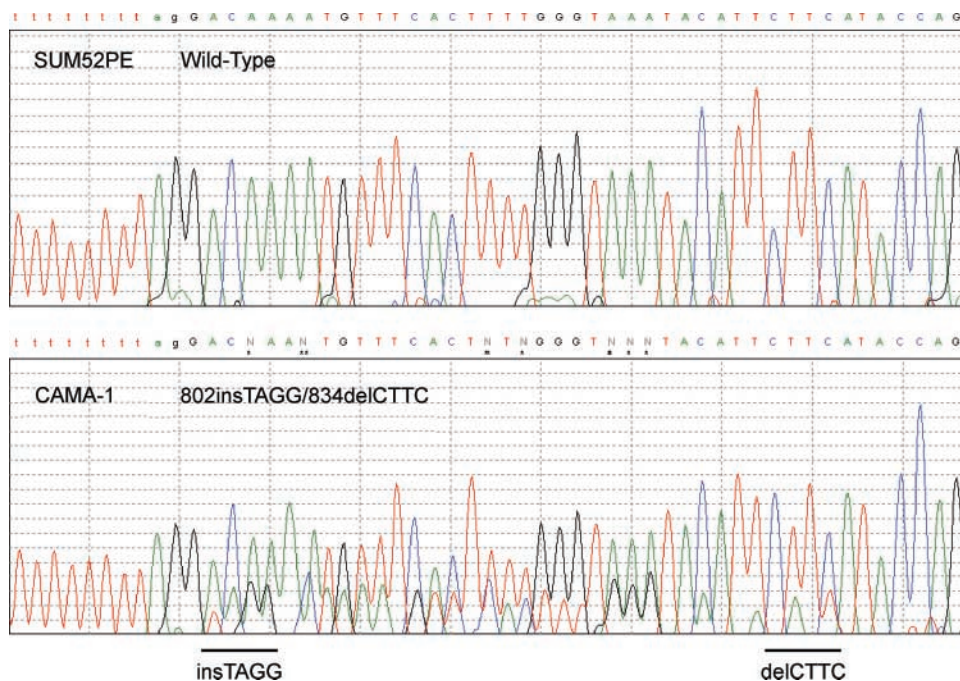 t t t t t t t t a g G A C A A A A T G T T T C A C T T T T G G G T A A A T A C A T T C T T C A T A C C A G
SUM52PE Wild-Type
t t t t t t t t a g G A C N A A N T G T T T C A C T N T N G G G T N N N T A C A T T C T T C A T A C C A G
CAMA-1 802insTAGG/834delCTTC
insTAGG delCTTC